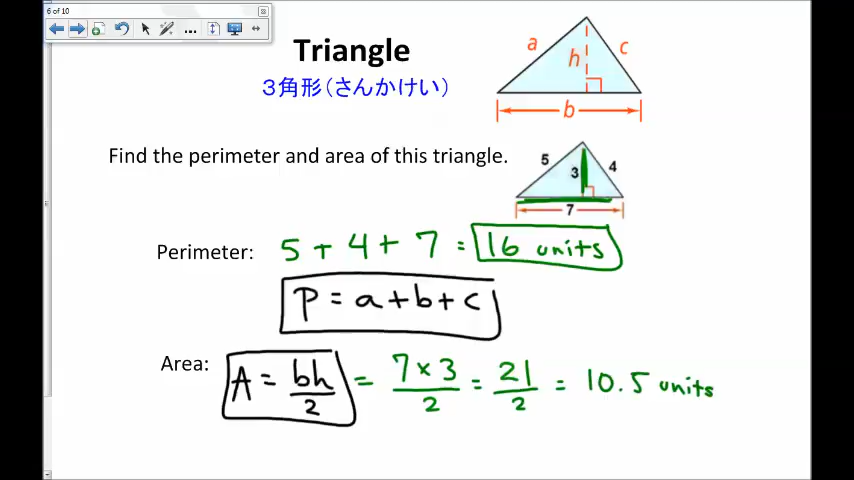 6 of 10
Triangle
３角形(さんかけい)
a
h
c
b
Find the perimeter and area of this triangle.
5
3
4
7
Perimeter: 5 + 4 + 7 = 16 units
P = a+b+c
Area: A = bh/2 = 7 × 3/2 = 21/2 = 10.5 units